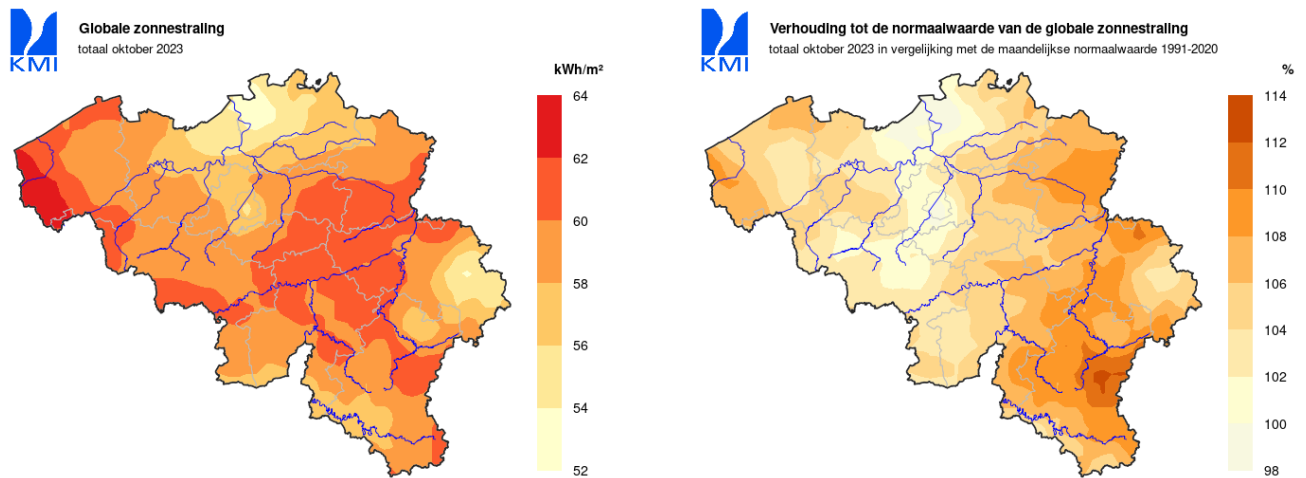 KMI
Globale zonnestraling
totaal oktober 2023
kWh/m²
64
62
60
58
56
54
52
KMI
Verhouding tot de normaalwaarde van de globale zonnestraling
totaal oktober 2023 in vergelijking met de maandelijkse normaalwaarde 1991-2020
%
114
112
110
108
106
104
102
100
98